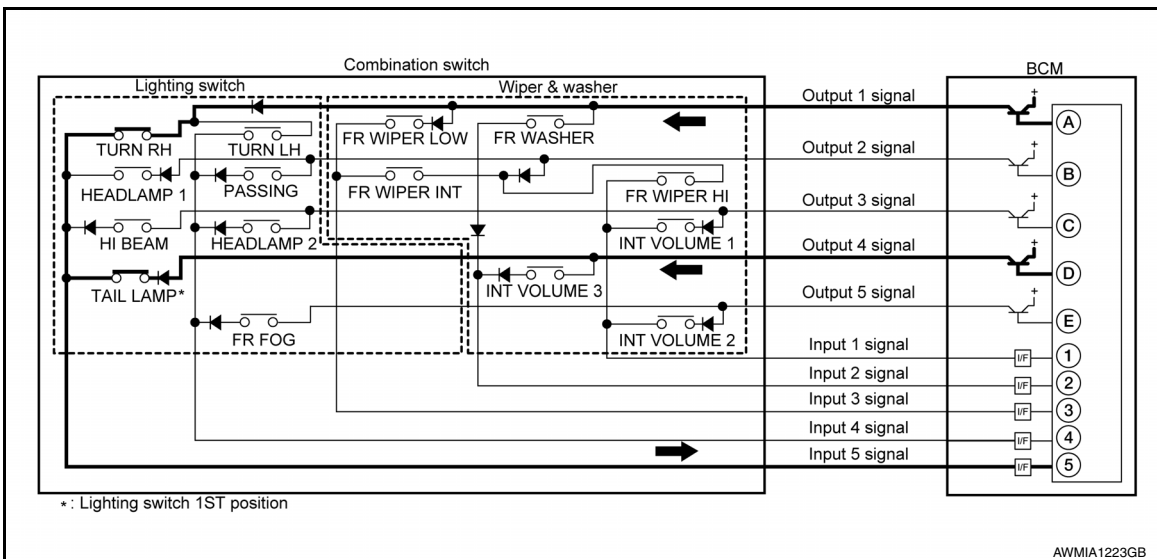 Combination switch
BCM
Lighting switch
Wiper & washer
Output 1 signal
+
A
TURN RH
TURN LH
FR WIPER LOW
FR WASHER
Output 2 signal
+
B
HEADLAMP 1
PASSING
FR WIPER INT
FR WIPER HI
Output 3 signal
+
C
HI BEAM
HEADLAMP 2
INT VOLUME 1
Output 4 signal
+
D
TAIL LAMP*
INT VOLUME 3
Output 5 signal
+
E
FR FOG
INT VOLUME 2
Input 1 signal
I/F
1
Input 2 signal
I/F
2
Input 3 signal
I/F
3
Input 4 signal
I/F
4
Input 5 signal
I/F
5
* : Lighting switch 1ST position
AWMIA1223GB